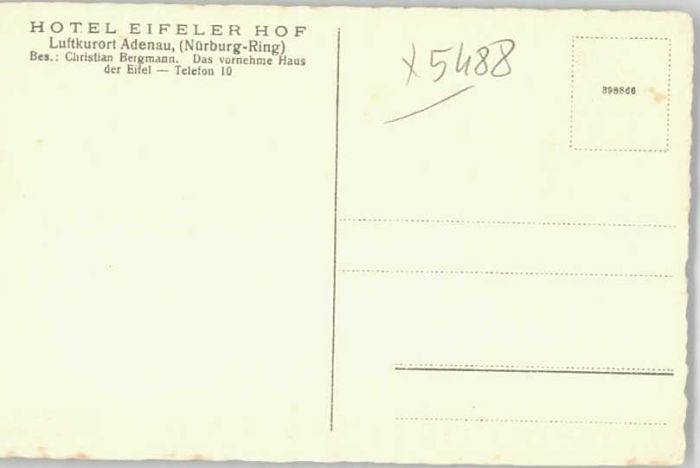 HOTEL EIFELER HOF
Luftkurort Adenau, (Nürburg-Ring)
Bes.: Christian Bergmann. Das vornehme Haus
der Eifel — Telefon 10
x5488
398866